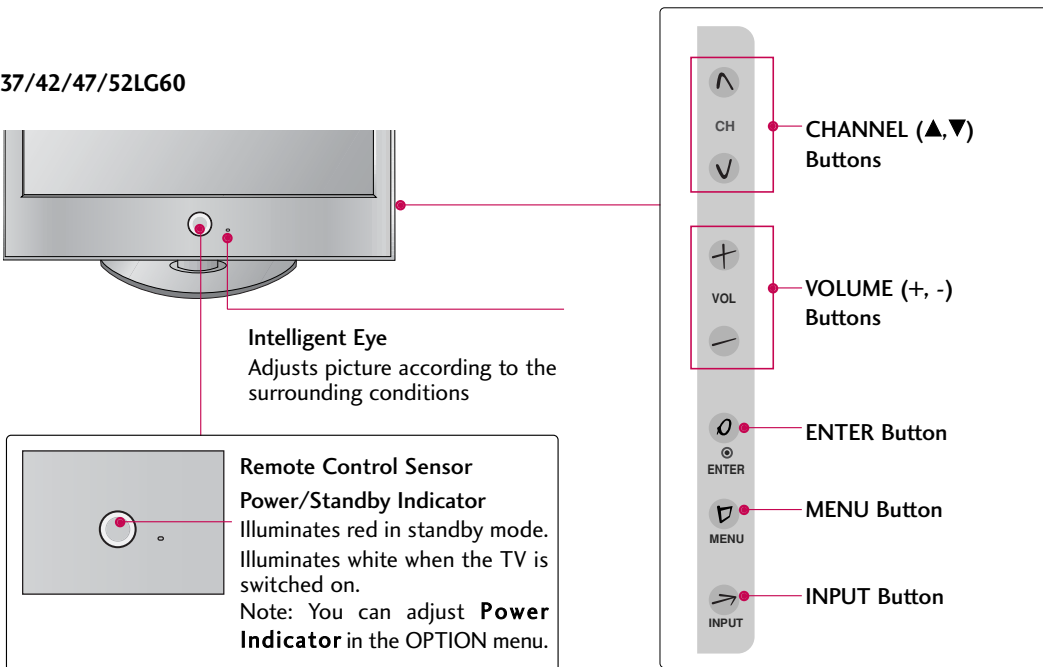 37/42/47/52LG60
Intelligent Eye
Adjusts picture according to the
surrounding conditions
Remote Control Sensor
Power/Standby Indicator
Illuminates red in standby mode.
Illuminates white when the TV is
switched on.
Note: You can adjust Power
Indicator in the OPTION menu.
CH
CHANNEL (▲,▼)
Buttons
VOL
VOLUME (+, -)
Buttons
ENTER
ENTER Button
MENU
MENU Button
INPUT
INPUT Button